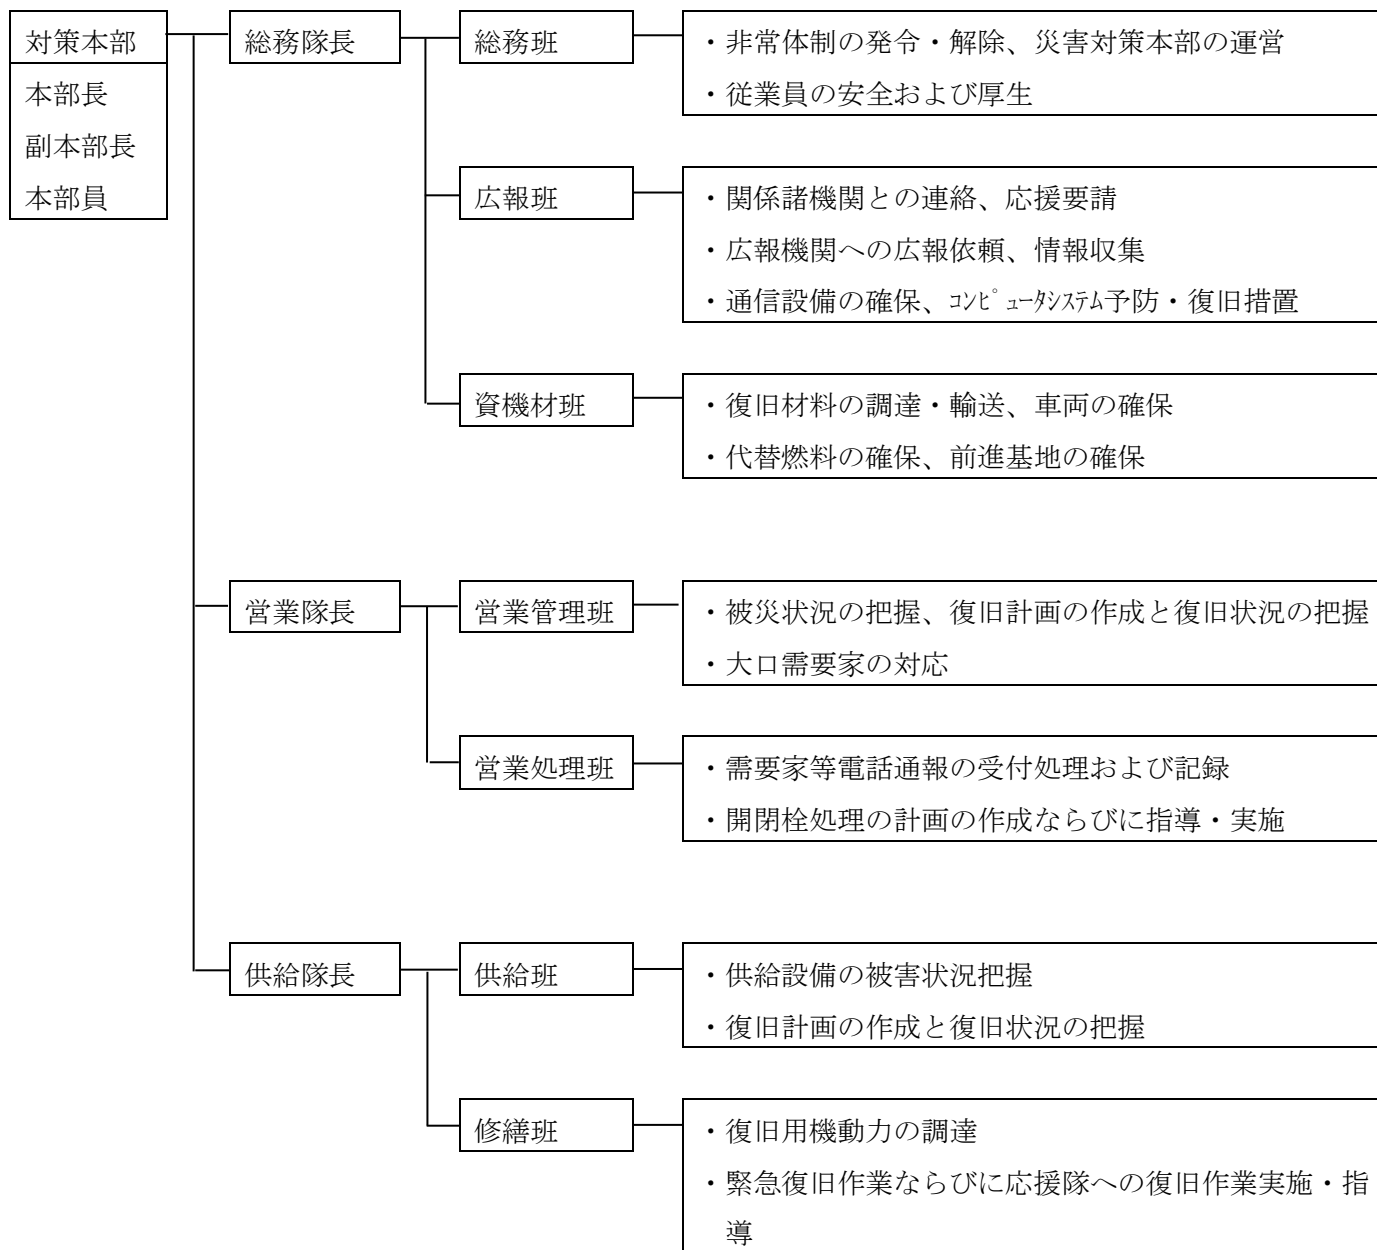 対策本部
本部長
副本部長
本部員
総務隊長
総務班
・非常体制の発令・解除、災害対策本部の運営
・従業員の安全および厚生
広報班
・関係諸機関との連絡、応援要請
・広報機関への広報依頼、情報収集
・通信設備の確保、ｺﾝﾋﾟｭｰﾀｼｽﾃﾑ予防・復旧措置
資機材班
・復旧材料の調達・輸送、車両の確保
・代替燃料の確保、前進基地の確保
営業隊長
営業管理班
・被災状況の把握、復旧計画の作成と復旧状況の把握
・大口需要家の対応
営業処理班
・需要家等電話通報の受付処理および記録
・開閉栓処理の計画の作成ならびに指導・実施
供給隊長
供給班
・供給設備の被害状況把握
・復旧計画の作成と復旧状況の把握
修繕班
・復旧用機動力の調達
・緊急復旧作業ならびに応援隊への復旧作業実施・指
導